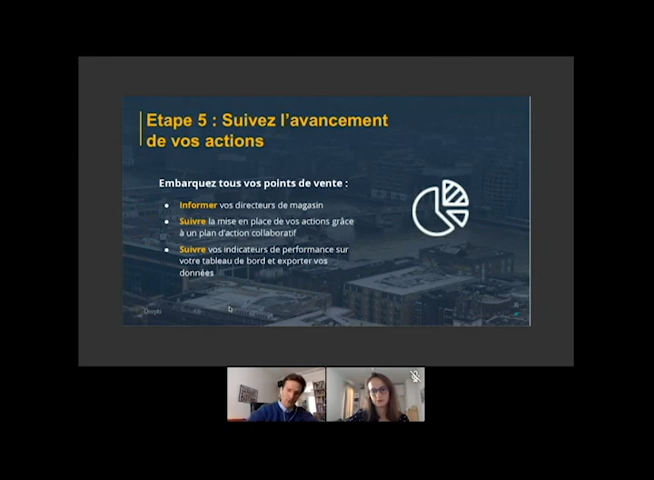 Etape 5 : Suivez l'avancement
de vos actions
Embarquez tous vos points de vente :
Informer vos directeurs de magasin
Suivre la mise en place de vos actions grâce
à un plan d'action collaboratif
Suivre vos indicateurs de performance sur
votre tableau de bord et exporter vos
données